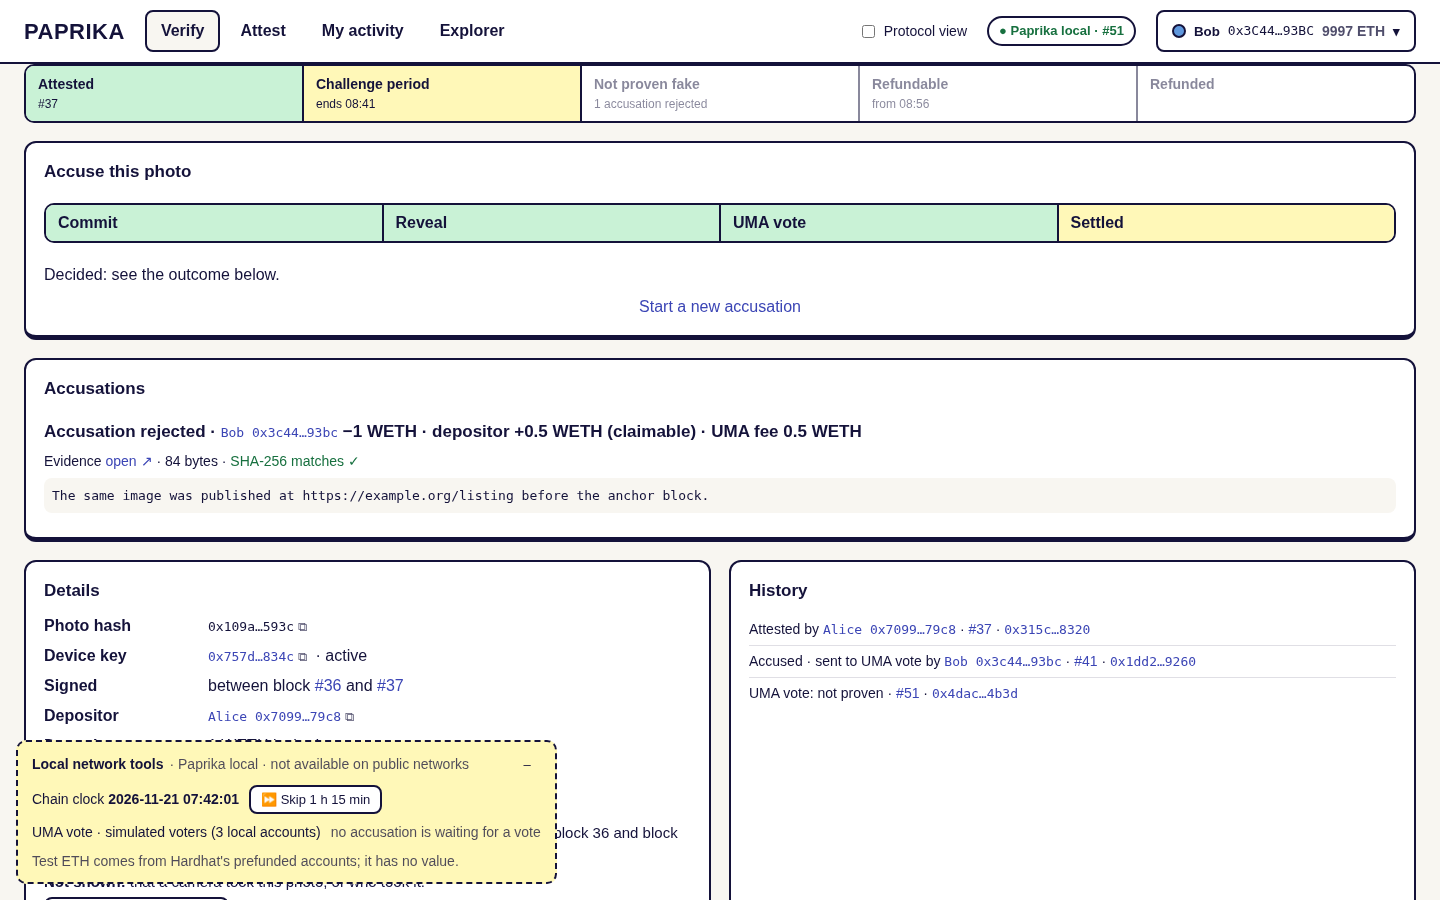 PAPRIKA Verify Attest My activity Explorer Protocol view ● Paprika local · #51 Bob 0x3C44…93BC 9997 ETH ▾
Attested Challenge period Not proven fake Refundable Refunded
#37 ends 08:41 1 accusation rejected from 08:56
Accuse this photo
Commit Reveal UMA vote Settled
Decided: see the outcome below.
Start a new accusation
Accusations
Accusation rejected · Bob 0x3c44…93bc −1 WETH · depositor +0.5 WETH (claimable) · UMA fee 0.5 WETH
Evidence open ↗ · 84 bytes · SHA-256 matches ✓
The same image was published at https://example.org/listing before the anchor block.
Details
Photo hash 0x109a…593c ⧉
Device key 0x757d…834c ⧉ · active
Signed between block #36 and #37
Depositor Alice 0x7099…79c8 ⧉
History
Attested by Alice 0x7099…79c8 · #37 · 0x315c…8320
Accused · sent to UMA vote by Bob 0x3c44…93bc · #41 · 0x1dd2…9260
UMA vote: not proven · #51 · 0x4dac…4b3d
Local network tools · Paprika local · not available on public networks –
Chain clock 2026-11-21 07:42:01 ⏩ Skip 1 h 15 min
UMA vote · simulated voters (3 local accounts) no accusation is waiting for a vote
block 36 and block
Test ETH comes from Hardhat's prefunded accounts; it has no value.